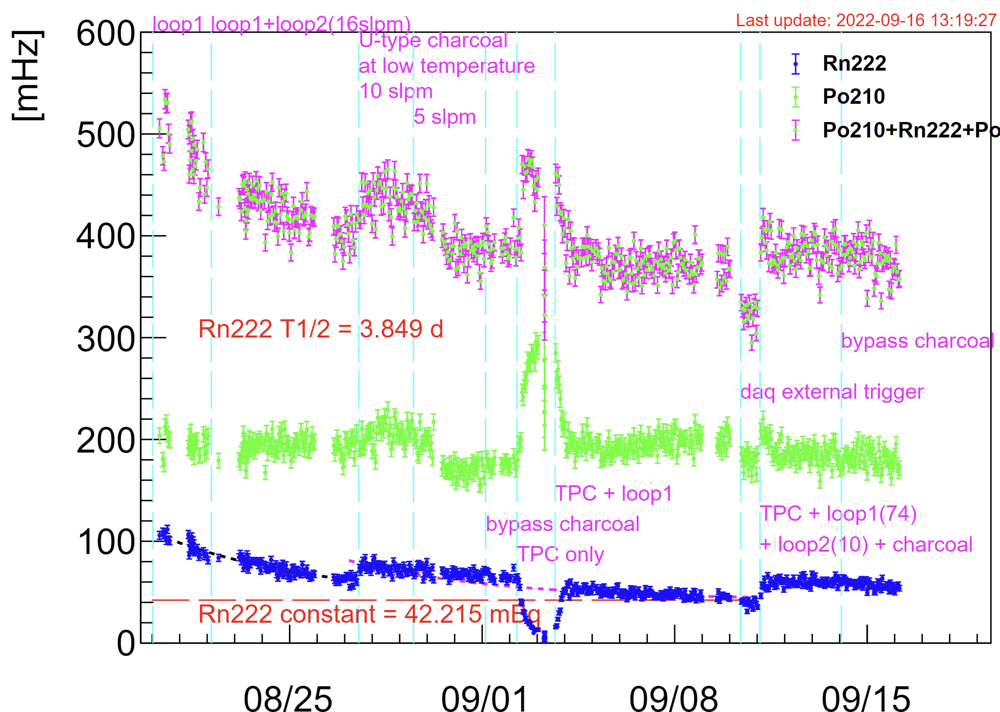 loop1 loop1+loop2(16slpm)
Last update: 2022-09-16 13:19:27
[mHz]
600
500
400
300
200
100
0
U-type charcoal
at low temperature
10 slpm
5 slpm
Rn222
Po210
Po210+Rn222+Po
Rn222 T1/2 = 3.849 d
bypass charcoal
daq external trigger
TPC + loop1
bypass charcoal
TPC only
TPC + loop1(74)
+ loop2(10) + charcoal
Rn222 constant = 42.215 mBq
08/25
09/01
09/08
09/15